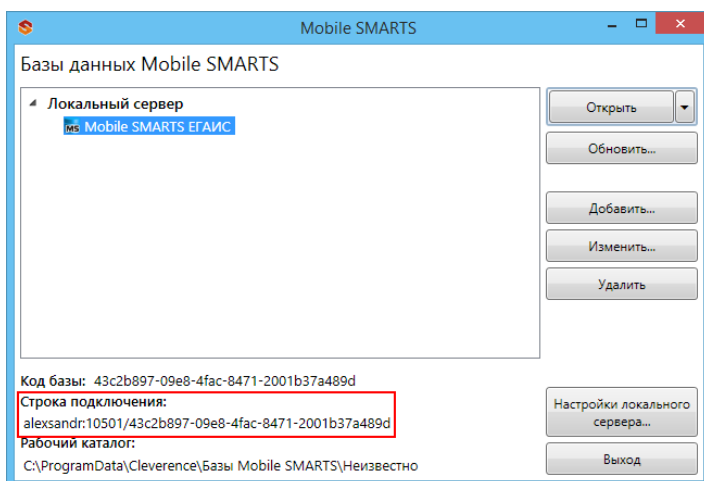 Mobile SMARTS
Базы данных Mobile SMARTS
Локальный сервер
MS Mobile SMARTS ЕГАИС
Открыть
Обновить...
Добавить...
Изменить...
Удалить
Код базы: 43c2b897-09e8-4fac-8471-2001b37a489d
Строка подключения:
alexsandr:10501/43c2b897-09e8-4fac-8471-2001b37a489d
Рабочий каталог:
C:\ProgramData\Cleverence\Базы Mobile SMARTS\Неизвестно
Настройки локального
сервера...
Выход